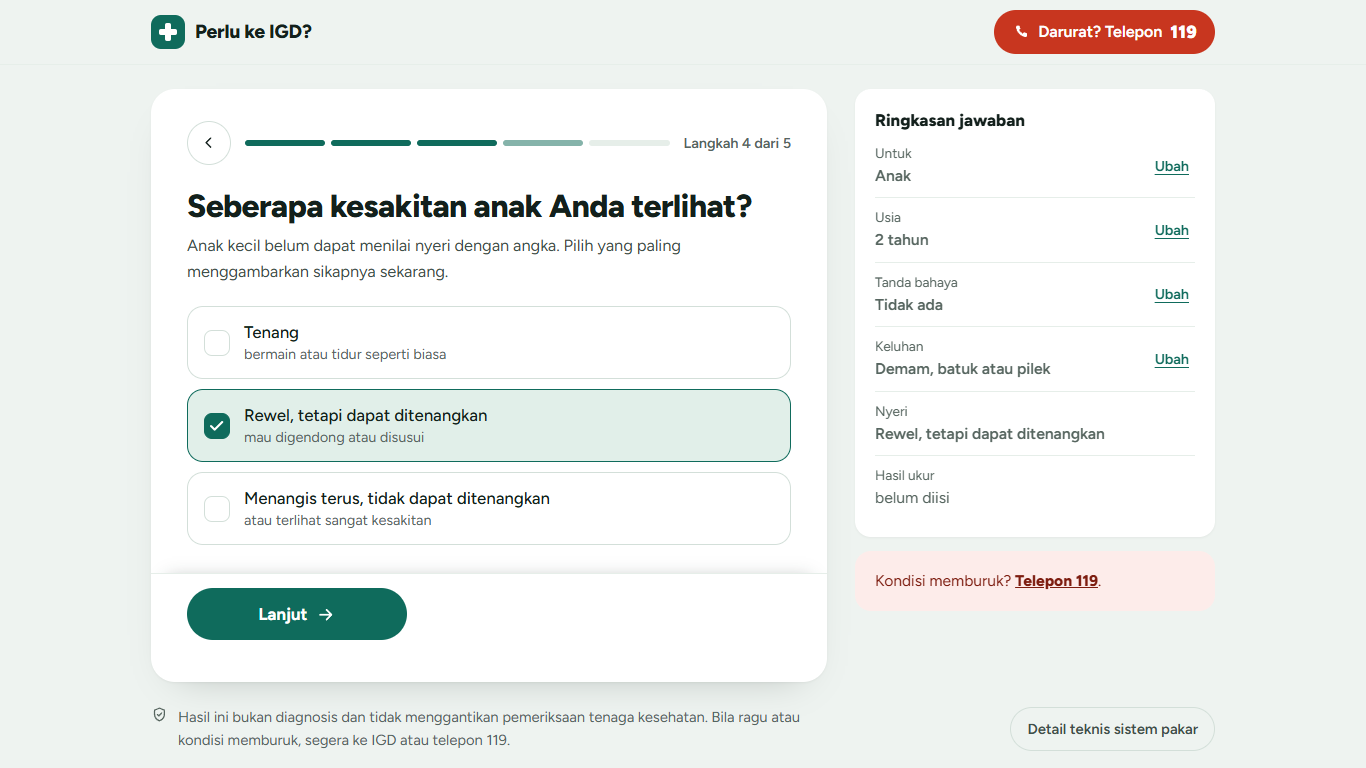 Perlu ke IGD?
Darurat? Telepon 119
Langkah 4 dari 5
Seberapa kesakitan anak Anda terlihat?
Anak kecil belum dapat menilai nyeri dengan angka. Pilih yang paling
menggambarkan sikapnya sekarang.
Tenang
bermain atau tidur seperti biasa
Rewel, tetapi dapat ditenangkan
mau digendong atau disusui
Menangis terus, tidak dapat ditenangkan
atau terlihat sangat kesakitan
Lanjut
Ringkasan jawaban
Untuk
Anak
Ubah
Usia
2 tahun
Ubah
Tanda bahaya
Tidak ada
Ubah
Keluhan
Demam, batuk atau pilek
Ubah
Nyeri
Rewel, tetapi dapat ditenangkan
Hasil ukur
belum diisi
Kondisi memburuk? Telepon 119.
Hasil ini bukan diagnosis dan tidak menggantikan pemeriksaan tenaga kesehatan. Bila ragu atau
kondisi memburuk, segera ke IGD atau telepon 119.
Detail teknis sistem pakar